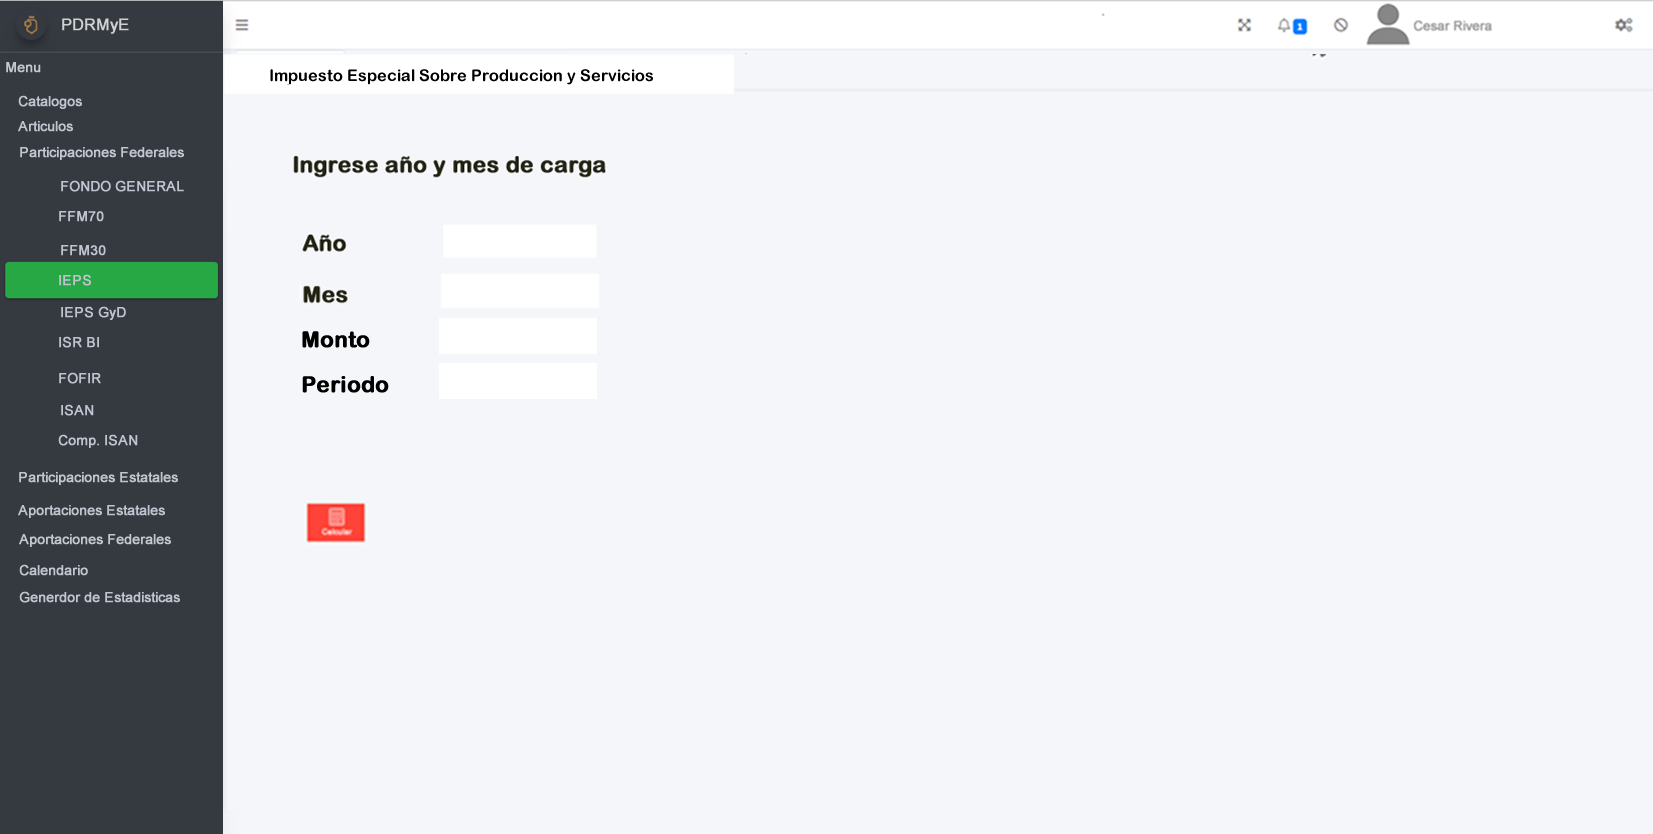 PDRMyE
1
Cesar Rivera
Menu
Impuesto Especial Sobre Produccion y Servicios
Catalogos
Articulos
Participaciones Federales
FONDO GENERAL
FFM70
FFM30
IEPS
IEPS GyD
ISR BI
FOFIR
ISAN
Comp. ISAN
Participaciones Estatales
Aportaciones Estatales
Aportaciones Federales
Calendario
Generdor de Estadisticas
Ingrese año y mes de carga
Año
Mes
Monto
Periodo
Calcular